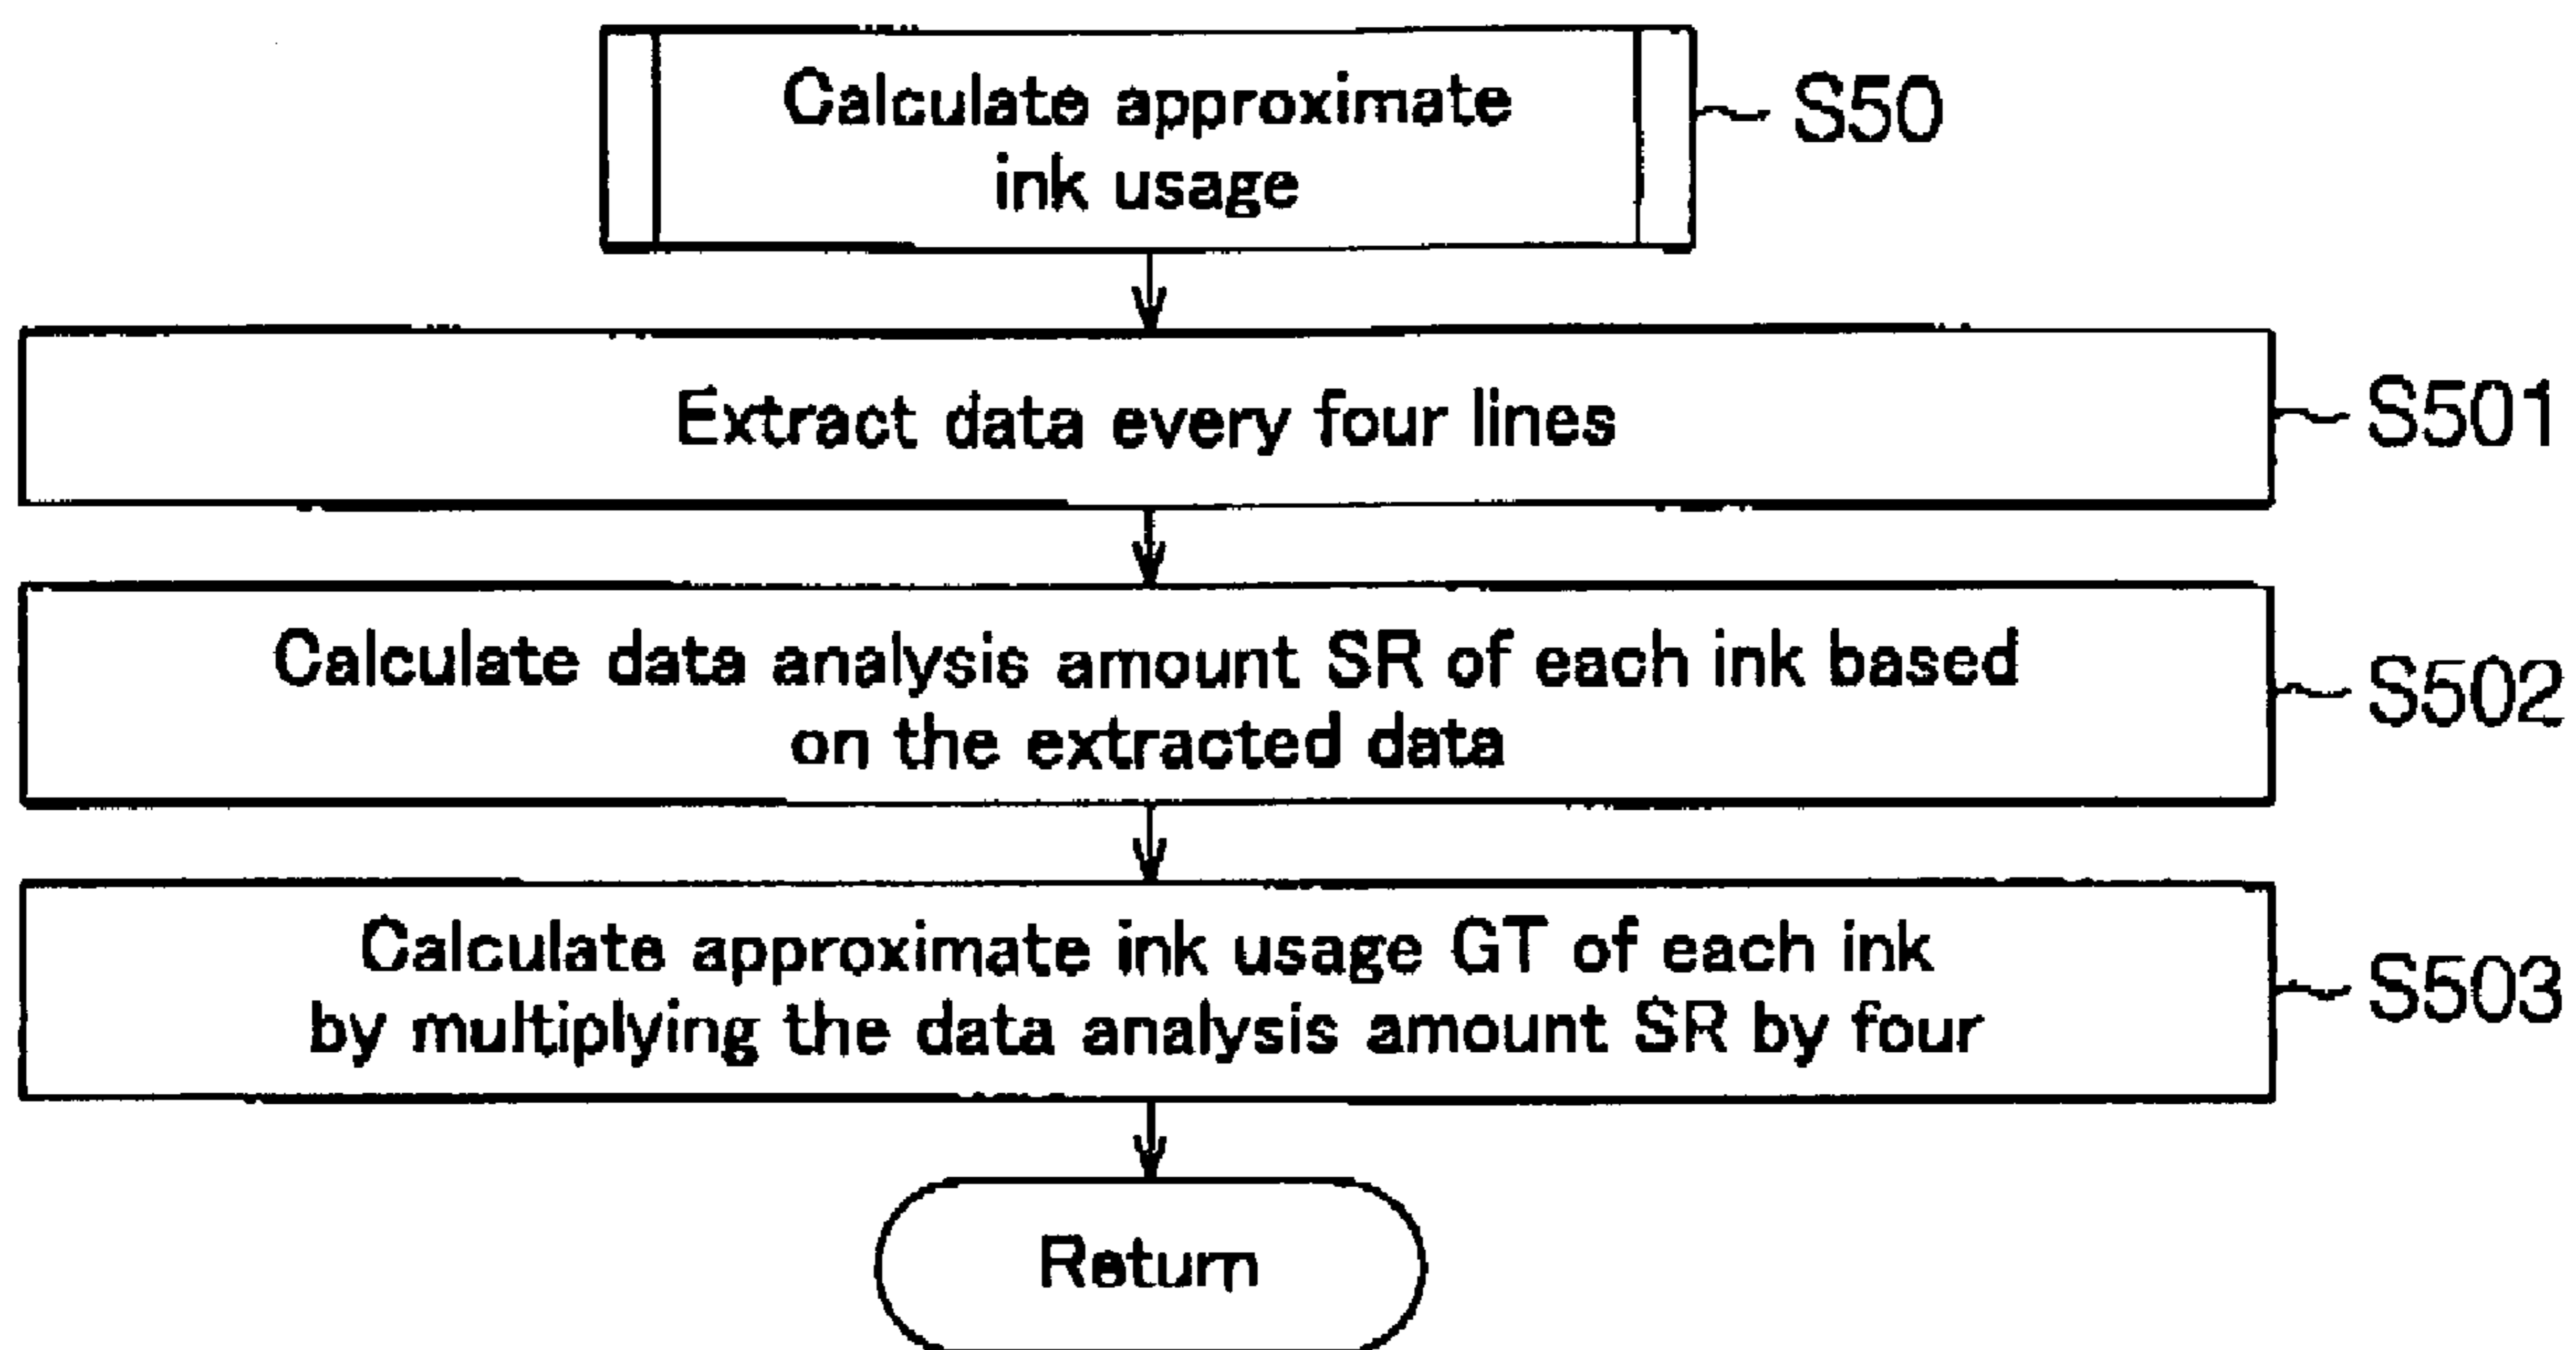 Calculate approximate
ink usage
S50
Extract data every four lines
S501
Calculate data analysis amount SR of each ink based
on the extracted data
S502
Calculate approximate ink usage GT of each ink
by multiplying the data analysis amount SR by four
S503
Return